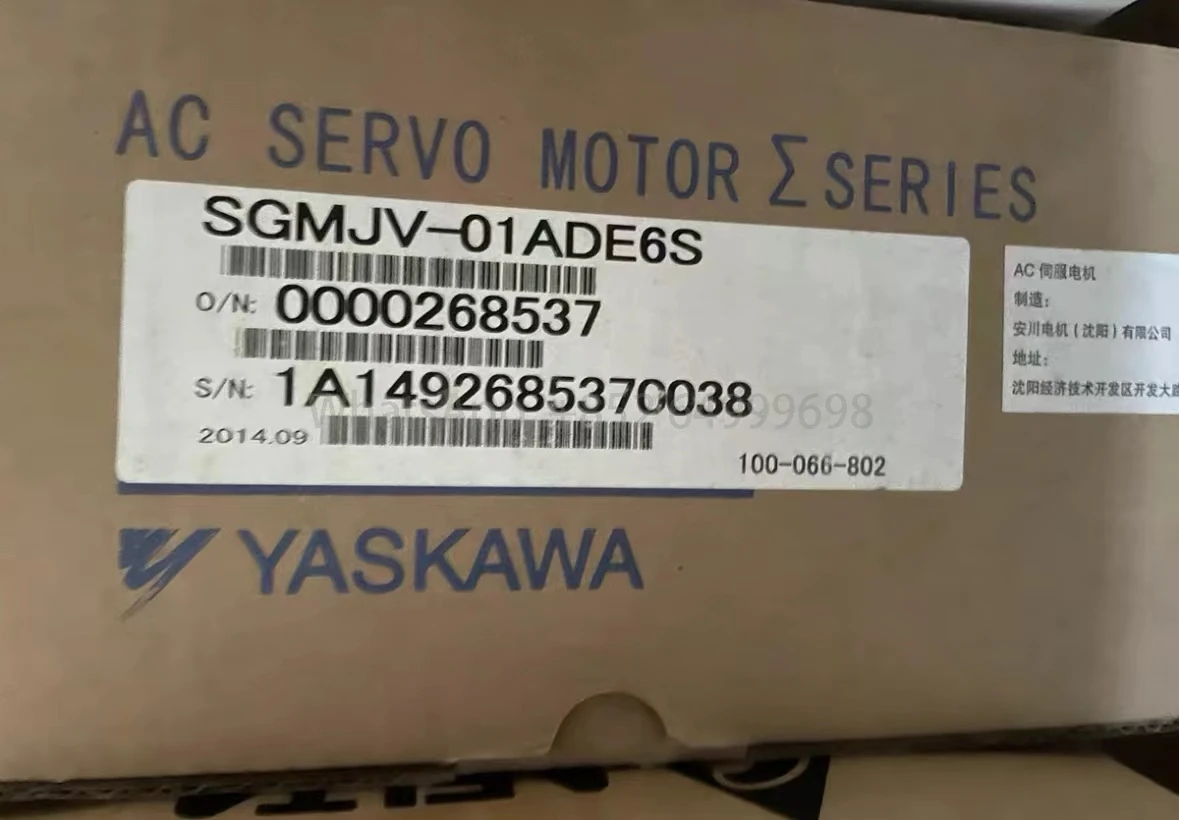 AC SERVO MOTOR Σ SERIES
SGMJV-01ADE6S
O/N: 0000268537
S/N: 1A1492685370038
2014.09
100-066-802
YASKAWA
AC 伺服电机
制造：
安川电机（沈阳）有限公司
地址：
沈阳经济技术开发区开发大路